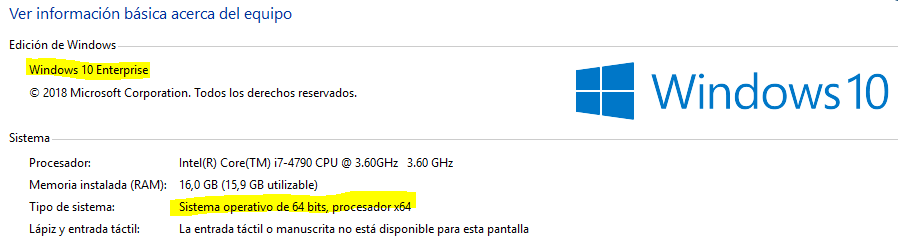 Ver información básica acerca del equipo
Edición de Windows
Windows 10 Enterprise
© 2018 Microsoft Corporation. Todos los derechos reservados.
Windows 10
Sistema
Procesador: Intel(R) Core(TM) i7-4790 CPU @ 3.60GHz 3.60 GHz
Memoria instalada (RAM): 16,0 GB (15,9 GB utilizable)
Tipo de sistema: Sistema operativo de 64 bits, procesador x64
Lápiz y entrada táctil: La entrada táctil o manuscrita no está disponible para esta pantalla